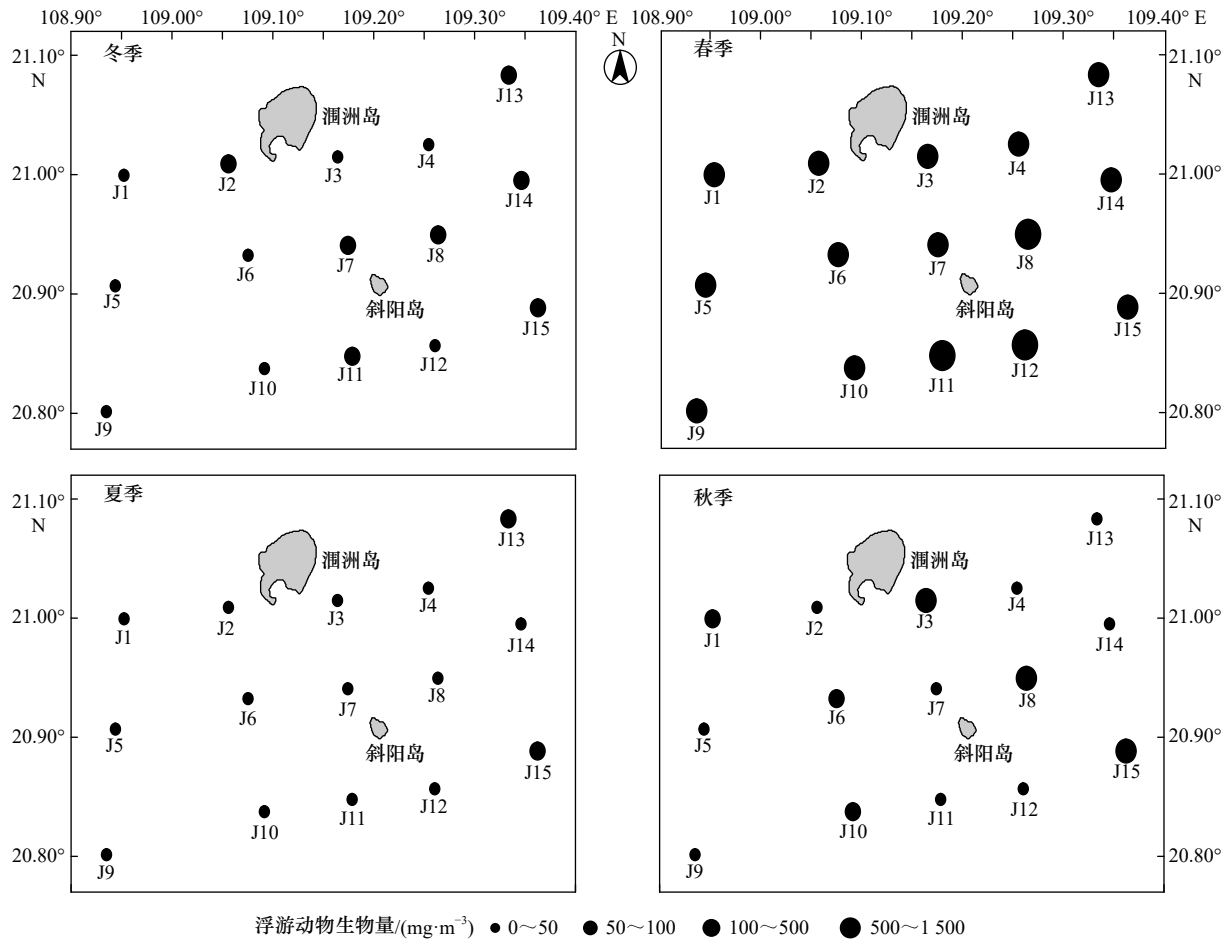 108.90° 109.00° 109.10° 109.20° 109.30° 109.40° E
108.90° 109.00° 109.10° 109.20° 109.30° 109.40° E
N
冬季
21.10°
N
21.00°
20.90°
20.80°
涠洲岛
斜阳岛
J13
J4
J3
J2
J1
J14
J8
J7
J6
J5
J15
J12
J11
J10
J9
春季
21.10°
N
21.00°
20.90°
20.80°
涠洲岛
斜阳岛
J13
J4
J3
J2
J1
J14
J8
J7
J6
J5
J15
J12
J11
J10
J9
夏季
21.10°
N
21.00°
20.90°
20.80°
涠洲岛
斜阳岛
J13
J4
J3
J2
J1
J14
J8
J7
J6
J5
J15
J12
J11
J10
J9
秋季
21.10°
N
21.00°
20.90°
20.80°
涠洲岛
斜阳岛
J13
J4
J3
J2
J1
J14
J8
J7
J6
J5
J15
J12
J11
J10
J9
浮游动物生物量/(mg·m⁻³) 0～50 50～100 100～500 500～1 500